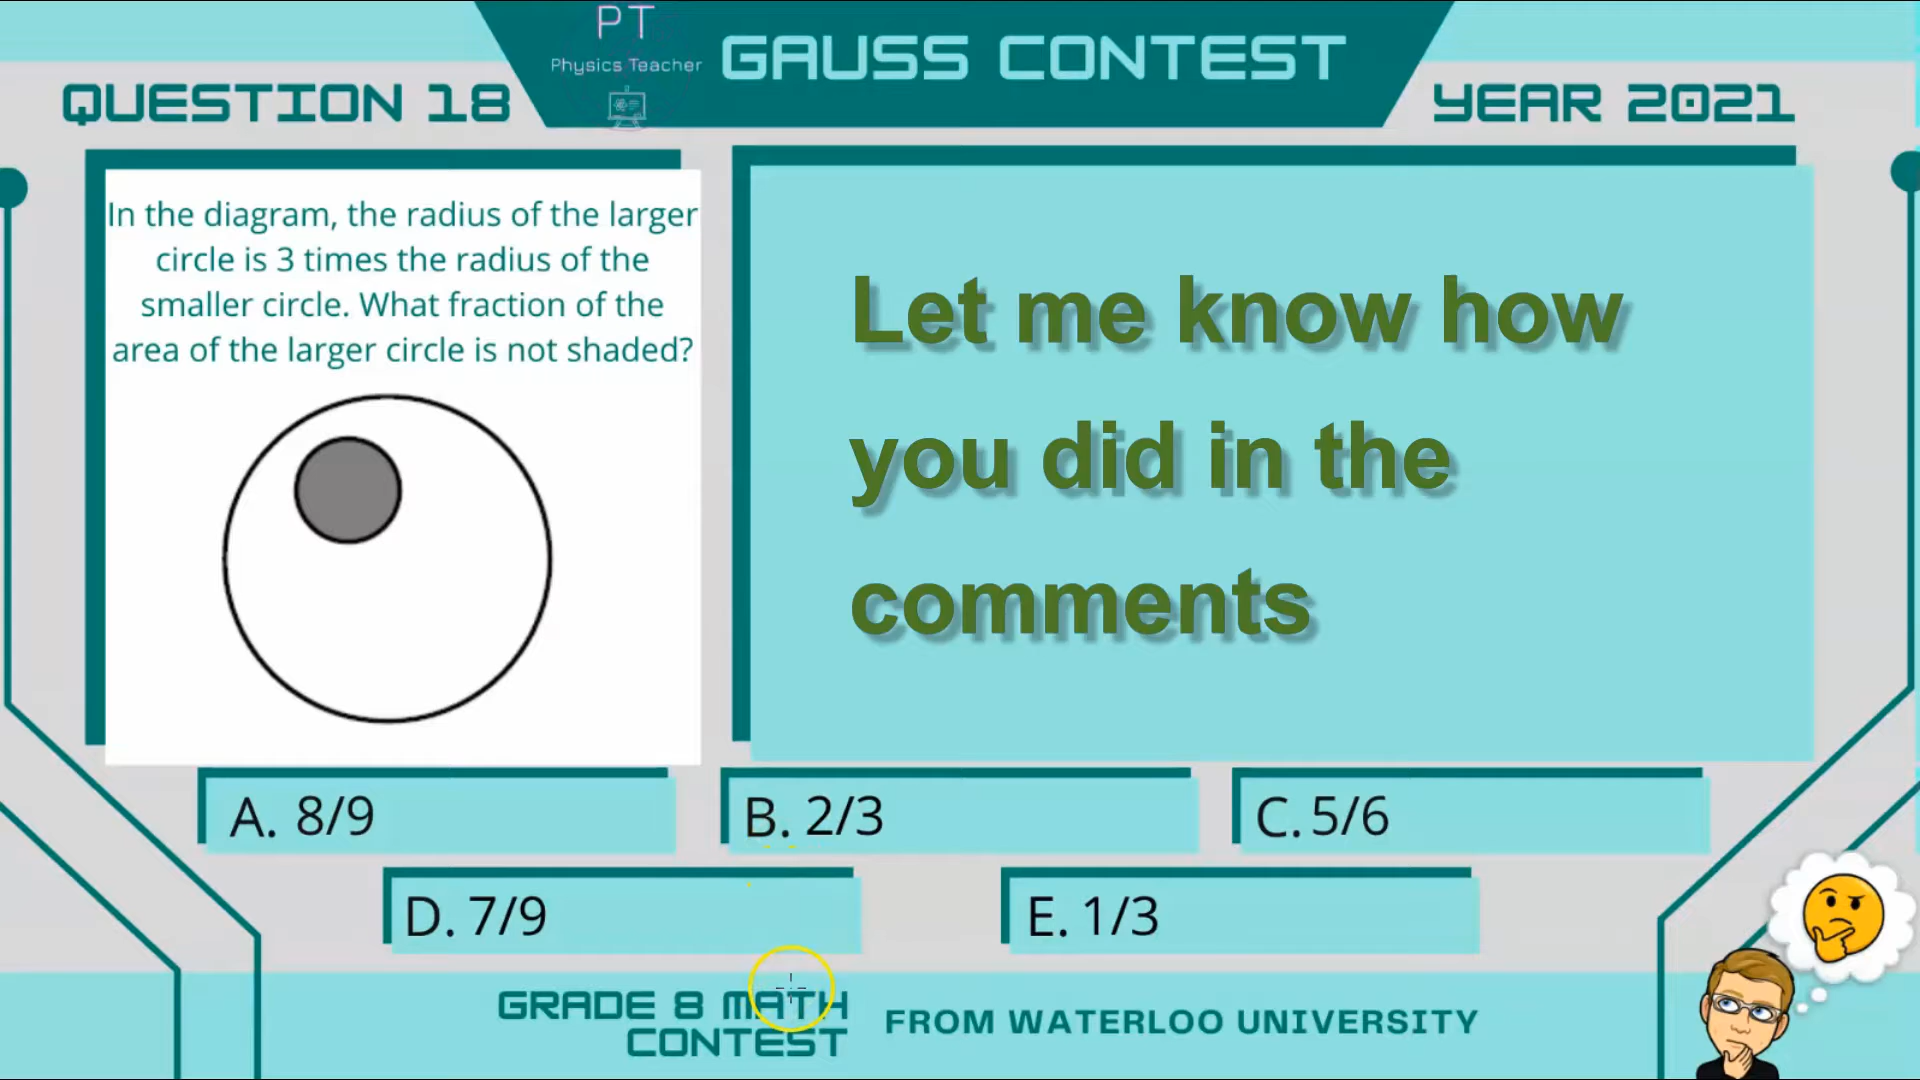 PT
Physics Teacher
GAUSS CONTEST
QUESTION 18
YEAR 2021
In the diagram, the radius of the larger
circle is 3 times the radius of the
smaller circle. What fraction of the
area of the larger circle is not shaded?
Let me know how
you did in the
comments
A. 8/9
B. 2/3
C. 5/6
D. 7/9
E. 1/3
GRADE 8 MATH
CONTEST
FROM WATERLOO UNIVERSITY